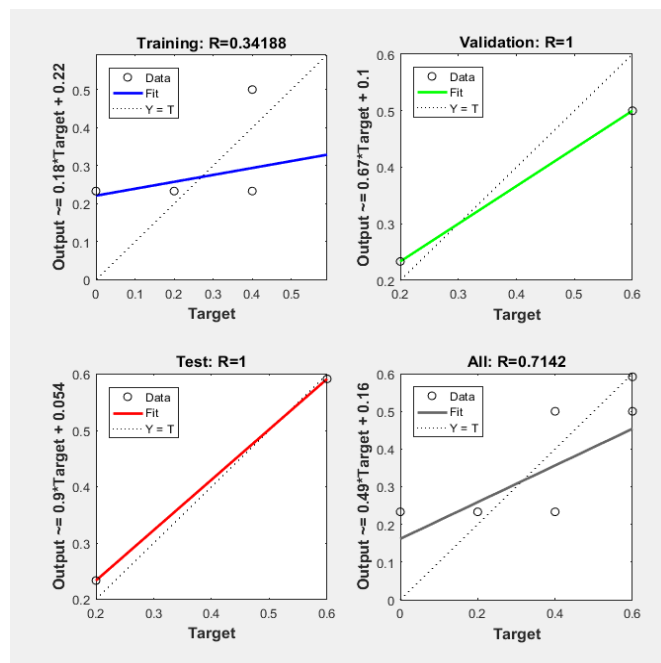 Training: R=0.34188
Output ~= 0.18*Target + 0.22
0.5
0.4
0.3
0.2
0.1
0
Data
Fit
Y = T
0 0.1 0.2 0.3 0.4 0.5
Target
Validation: R=1
Output ~= 0.67*Target + 0.1
0.6
0.5
0.4
0.3
0.2
Data
Fit
Y = T
0.2 0.3 0.4 0.5 0.6
Target
Test: R=1
Output ~= 0.9*Target + 0.054
0.6
0.5
0.4
0.3
0.2
Data
Fit
Y = T
0.2 0.3 0.4 0.5 0.6
Target
All: R=0.7142
Output ~= 0.49*Target + 0.16
0.6
0.5
0.4
0.3
0.2
0.1
0
Data
Fit
Y = T
0 0.2 0.4 0.6
Target